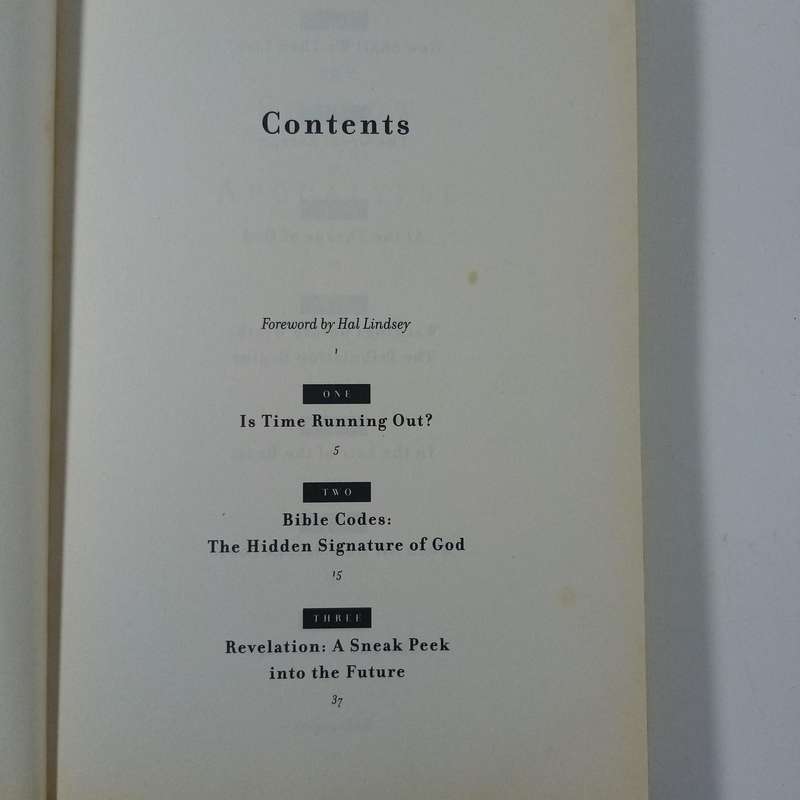 Contents
Foreword by Hal Lindsey
1
ONE
Is Time Running Out?
5
TWO
Bible Codes:
The Hidden Signature of God
15
THREE
Revelation: A Sneak Peek
into the Future
37